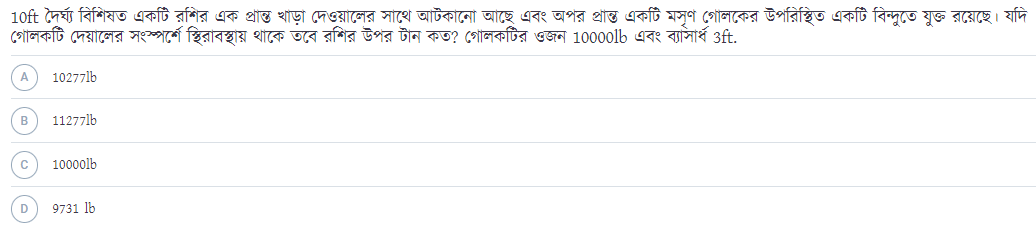 10ft দৈর্ঘ্য বিশিষত একটি রশির এক প্রান্ত খাড়া দেওয়ালের সাথে আটকানো আছে এবং অপর প্রান্ত একটি মসৃণ গোলকের উপরিস্থিত একটি বিন্দুতে যুক্ত রয়েছে। যদি
গোলকটি দেয়ালের সংস্পর্শে স্থিরাবস্থায় থাকে তবে রশির উপর টান কত? গোলকটির ওজন 10000lb এবং ব্যাসার্ধ 3ft.
A 10277lb
B 11277lb
C 10000lb
D 9731 lb